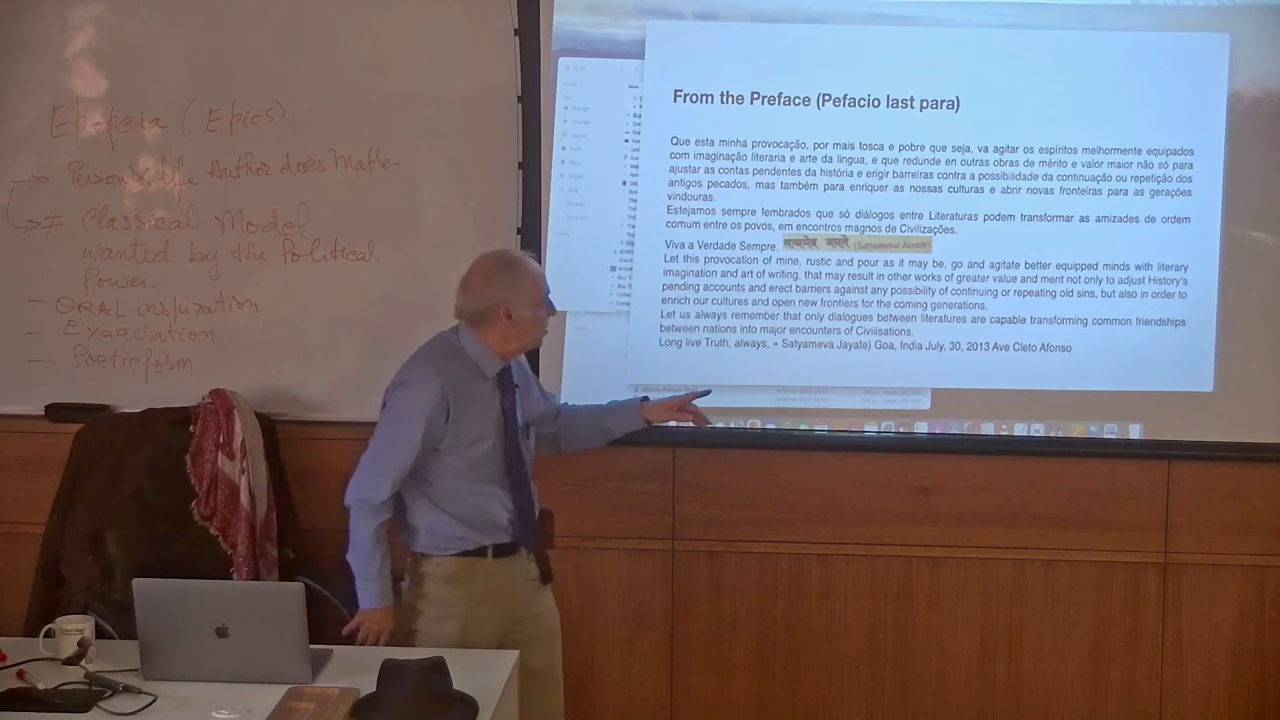 Epopeia (Epics)
→ Person & life Author does Matter
→ # Classical Model
wanted by the Political
Power.
- ORAL inspiration
- Exageration
- Poetic form
From the Preface (Pefacio last para)
Que esta minha provocação, por mais tosca e pobre que seja, va agitar os espíritos melhormente equipados
com imaginação literaria e arte da lingua, e que redunde en outras obras de mérito e valor maior não só para
ajustar as contas pendentes da história e erigir barreiras contra a possibilidade da continuação ou repetição dos
antigos pecados, mas também para enriquer as nossas culturas e abrir novas fronteiras para as gerações
vindouras.
Estejamos sempre lembrados que só diálogos entre Literaturas podem transformar as amizades de ordem
comum entre os povos, em encontros magnos de Civilizações.
Viva a Verdade Sempre. सत्यमेव जयते (Satyameva Jayate)
Let this provocation of mine, rustic and pour as it may be, go and agitate better equipped minds with literary
imagination and art of writing, that may result in other works of greater value and merit not only to adjust History's
pending accounts and erect barriers against any possibility of continuing or repeating old sins, but also in order to
enrich our cultures and open new frontiers for the coming generations.
Let us always remember that only dialogues between literatures are capable transforming common friendships
between nations into major encounters of Civilisations.
Long live Truth, always, = Satyameva Jayate) Goa, India July, 30, 2013 Ave Cleto Afonso